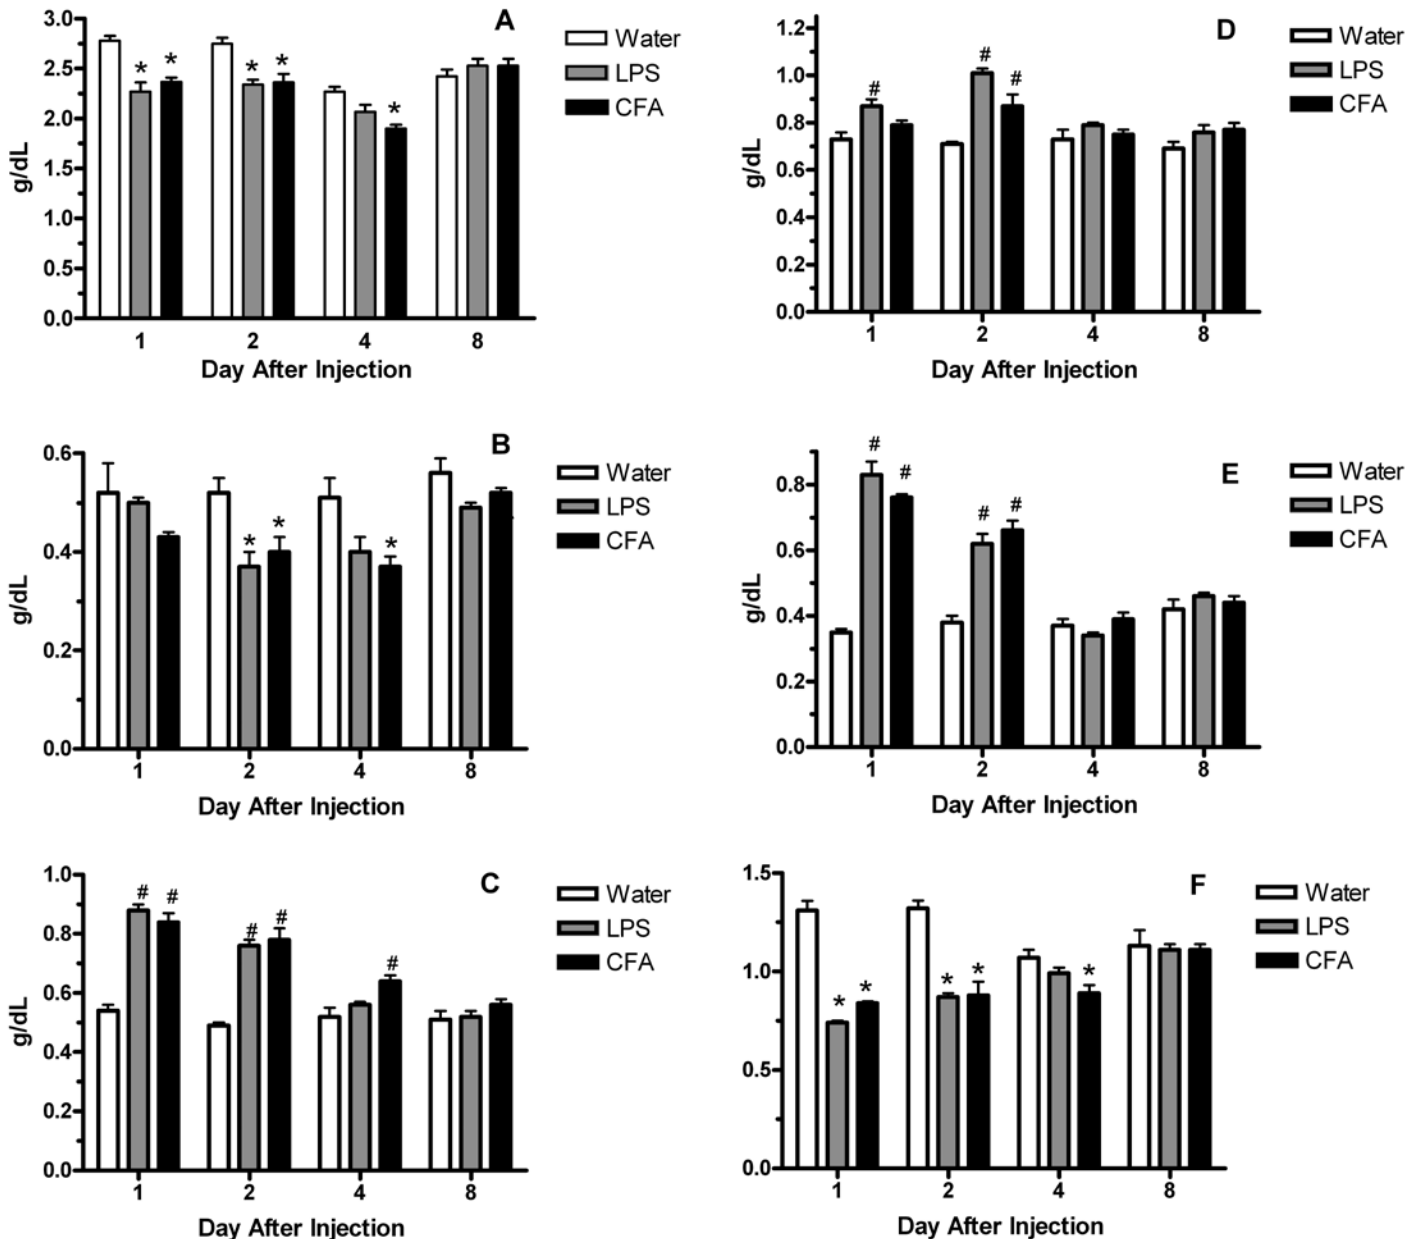 A
3.0
2.5
2.0
1.5
1.0
0.5
0.0
g/dL
* * * * *
1 2 4 8
Day After Injection
Water
LPS
CFA
D
1.2
1.0
0.8
0.6
0.4
0.2
0.0
g/dL
# # #
1 2 4 8
Day After Injection
Water
LPS
CFA
B
0.6
0.4
0.2
0.0
g/dL
* * *
1 2 4 8
Day After Injection
Water
LPS
CFA
E
0.8
0.6
0.4
0.2
0.0
g/dL
# # # #
1 2 4 8
Day After Injection
Water
LPS
CFA
C
1.0
0.8
0.6
0.4
0.2
0.0
g/dL
# # # # #
1 2 4 8
Day After Injection
Water
LPS
CFA
F
1.5
1.0
0.5
0.0
* * * * *
1 2 4 8
Day After Injection
Water
LPS
CFA